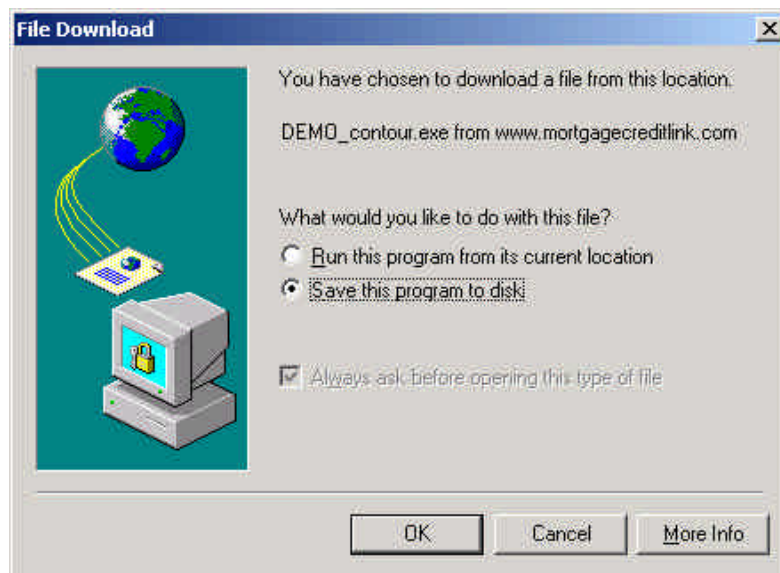 File Download
You have chosen to download a file from this location.
DEMO_contour.exe from www.mortgagecreditlink.com
What would you like to do with this file?
Run this program from its current location
Save this program to disk
Always ask before opening this type of file
OK
Cancel
More Info